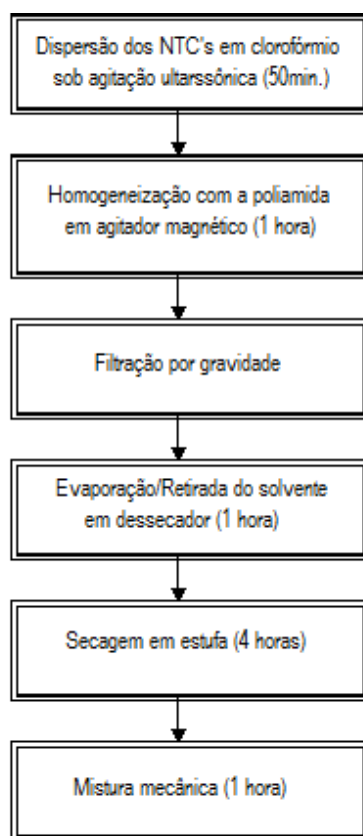 Dispersão dos NTC's em clorofórmio
sob agitação ultarssônica (50min.)
Homogeneização com a poliamida
em agitador magnético (1 hora)
Filtração por gravidade
Evaporação/Retirada do solvente
em dessecador (1 hora)
Secagem em estufa (4 horas)
Mistura mecânica (1 hora)